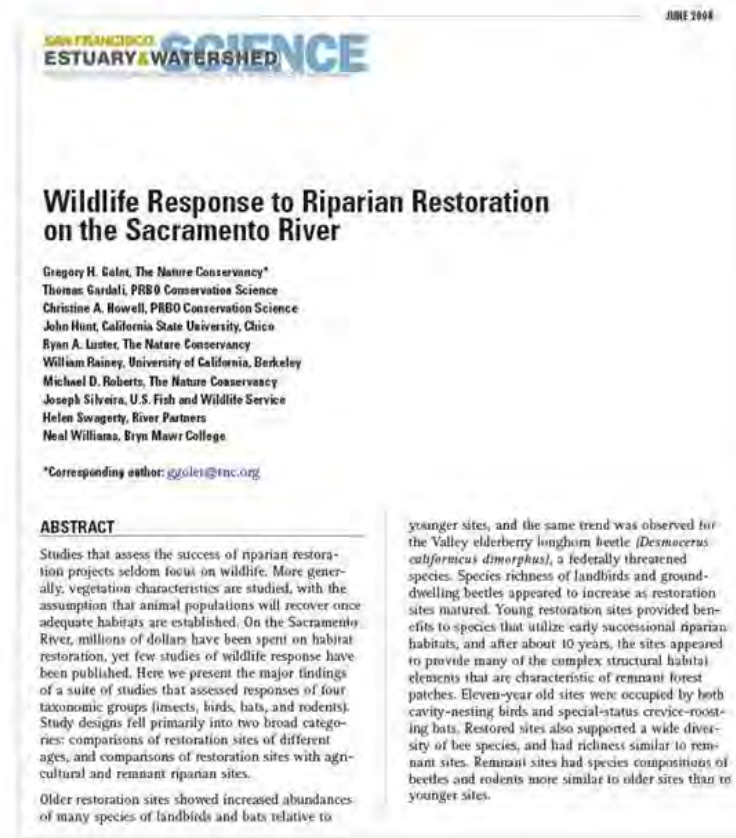 JUNE 2008
SAN FRANCISCO
ESTUARY&WATERSHED SCIENCE
Wildlife Response to Riparian Restoration
on the Sacramento River
Gregory H. Golet, The Nature Conservancy*
Thomas Gardali, PRBO Conservation Science
Christine A. Howell, PRBO Conservation Science
John Hunt, California State University, Chico
Ryan A. Luster, The Nature Conservancy
William Rainey, University of California, Berkeley
Michael D. Roberts, The Nature Conservancy
Joseph Silveira, U.S. Fish and Wildlife Service
Helen Swagerty, River Partners
Neal Williams, Bryn Mawr College
*Corresponding author: ggolet@tnc.org
ABSTRACT
Studies that assess the success of riparian restora-
tion projects seldom focus on wildlife. More gener-
ally, vegetation characteristics are studied, with the
assumption that animal populations will recover once
adequate habitats are established. On the Sacramento
River, millions of dollars have been spent on habitat
restoration, yet few studies of wildlife response have
been published. Here we present the major findings
of a suite of studies that assessed responses of four
taxonomic groups (insects, birds, bats, and rodents).
Study designs fell primarily into two broad catego-
ries: comparisons of restoration sites of different
ages, and comparisons of restoration sites with agri-
cultural and remnant riparian sites.
Older restoration sites showed increased abundances
of many species of landbirds and bats relative to
younger sites, and the same trend was observed for
the Valley elderberry longhorn beetle (Desmocerus
californicus dimorphus), a federally threatened
species. Species richness of landbirds and ground-
dwelling beetles appeared to increase as restoration
sites matured. Young restoration sites provided ben-
efits to species that utilize early successional riparian
habitats, and after about 10 years, the sites appeared
to provide many of the complex structural habitat
elements that are characteristic of remnant forest
patches. Eleven-year old sites were occupied by both
cavity-nesting birds and special-status crevice-roost-
ing bats. Restored sites also supported a wide diver-
sity of bee species, and had richness similar to rem-
nant sites. Remnant sites had species compositions of
beetles and rodents more similar to older sites than to
younger sites.